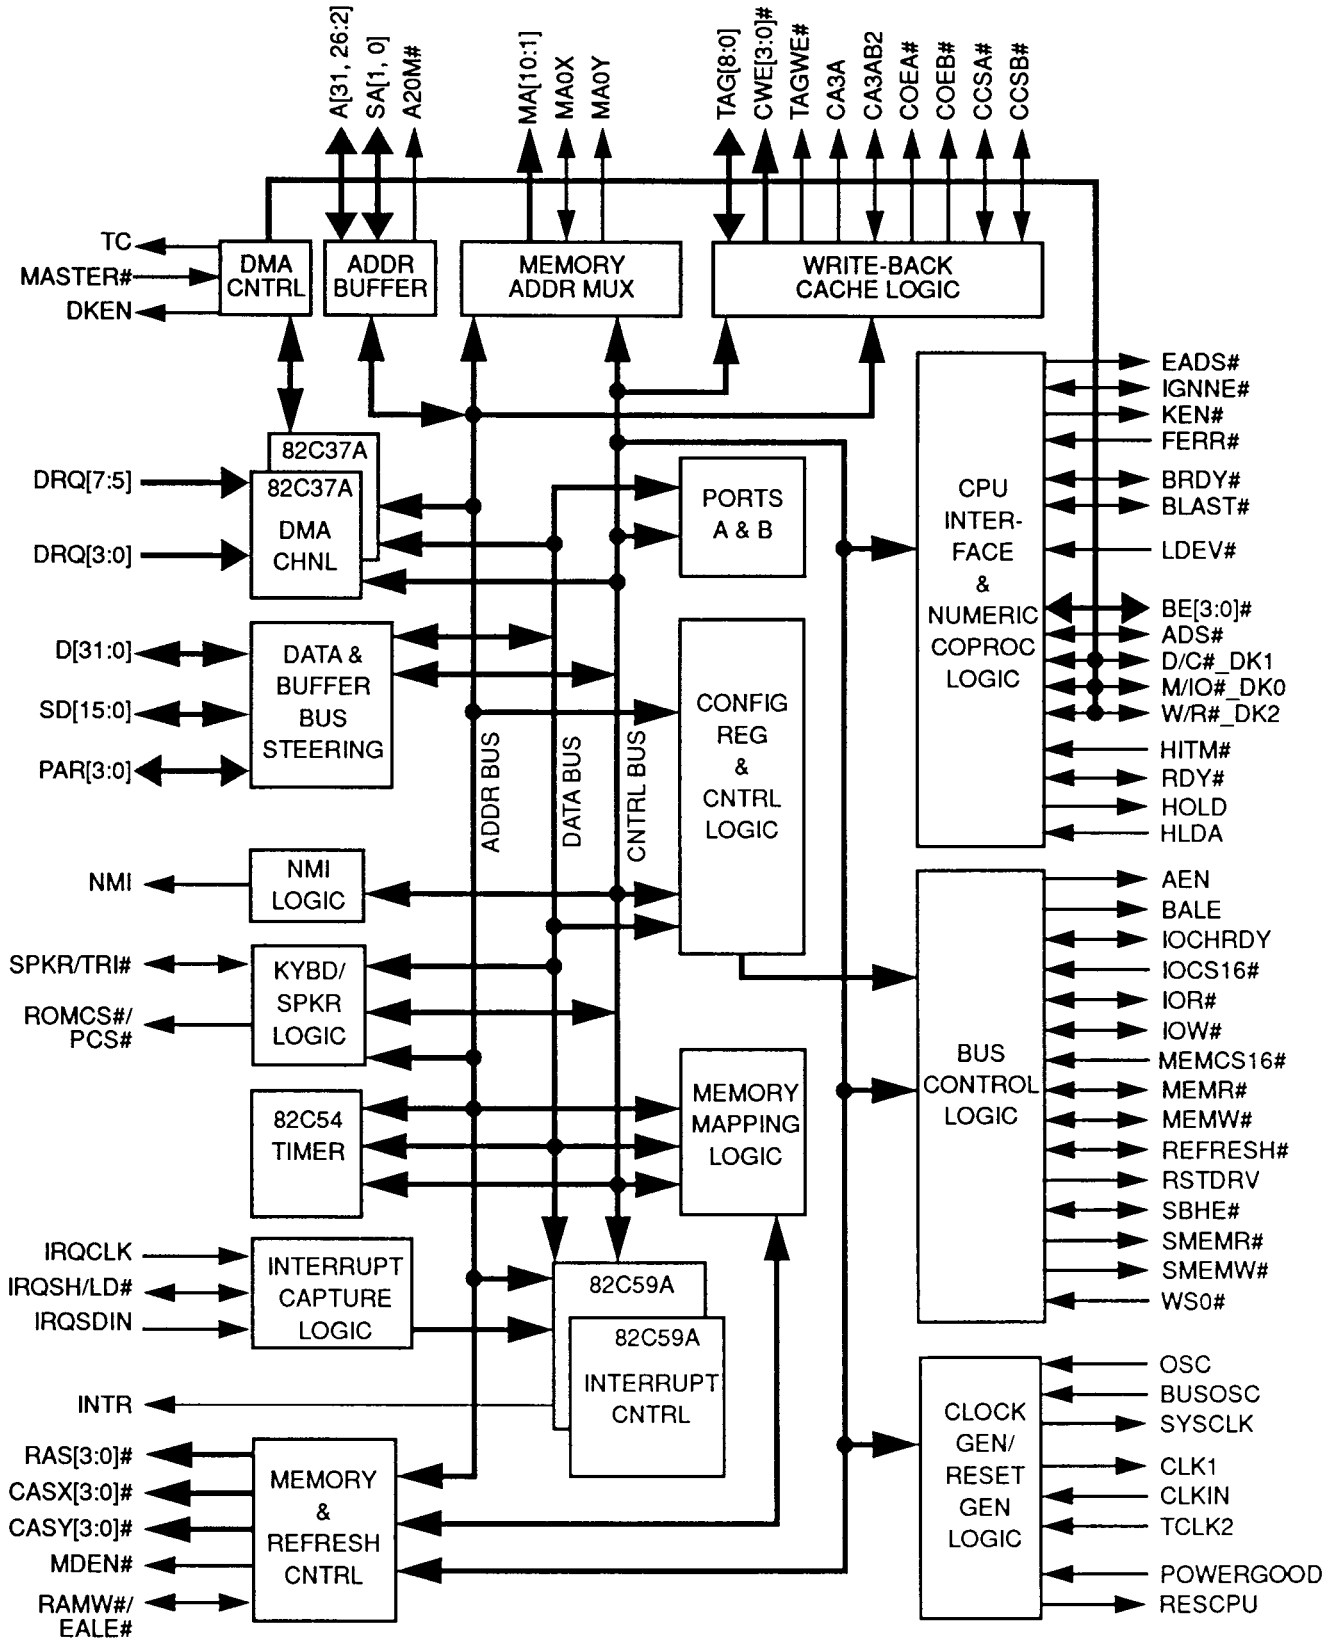 A[31, 26:2]
SA[1, 0]
A20M#
MA[10:1]
MA0X
MA0Y
TAG[8:0]
CWE[3:0]#
TAGWE#
CA3A
CA3AB2
COEA#
COEB#
CCSA#
CCSB#
TC
MASTER#
DKEN
DMA
CNTRL
ADDR
BUFFER
MEMORY
ADDR MUX
WRITE-BACK
CACHE LOGIC
DRQ[7:5]
DRQ[3:0]
82C37A
82C37A
DMA
CHNL
PORTS
A & B
CPU
INTER-
FACE
&
NUMERIC
COPROC
LOGIC
EADS#
IGNNE#
KEN#
FERR#
BRDY#
BLAST#
LDEV#
BE[3:0]#
ADS#
D/C#_DK1
M/IO#_DK0
W/R#_DK2
HITM#
RDY#
HOLD
HLDA
D[31:0]
SD[15:0]
PAR[3:0]
DATA &
BUFFER
BUS
STEERING
ADDR BUS
DATA BUS
CNTRL BUS
CONFIG
REG
&
CNTRL
LOGIC
NMI
NMI
LOGIC
SPKR/TRI#
ROMCS#/
PCS#
KYBD/
SPKR
LOGIC
82C54
TIMER
MEMORY
MAPPING
LOGIC
BUS
CONTROL
LOGIC
AEN
BALE
IOCHRDY
IOCS16#
IOR#
IOW#
MEMCS16#
MEMR#
MEMW#
REFRESH#
RSTDRV
SBHE#
SMEMR#
SMEMW#
WS0#
IRQCLK
IRQSH/LD#
IRQSDIN
INTERRUPT
CAPTURE
LOGIC
82C59A
82C59A
INTERRUPT
CNTRL
INTR
RAS[3:0]#
CASX[3:0]#
CASY[3:0]#
MDEN#
RAMW#/
EALE#
MEMORY
&
REFRESH
CNTRL
CLOCK
GEN/
RESET
GEN
LOGIC
OSC
BUSOSC
SYSCLK
CLK1
CLKIN
TCLK2
POWERGOOD
RESCPU